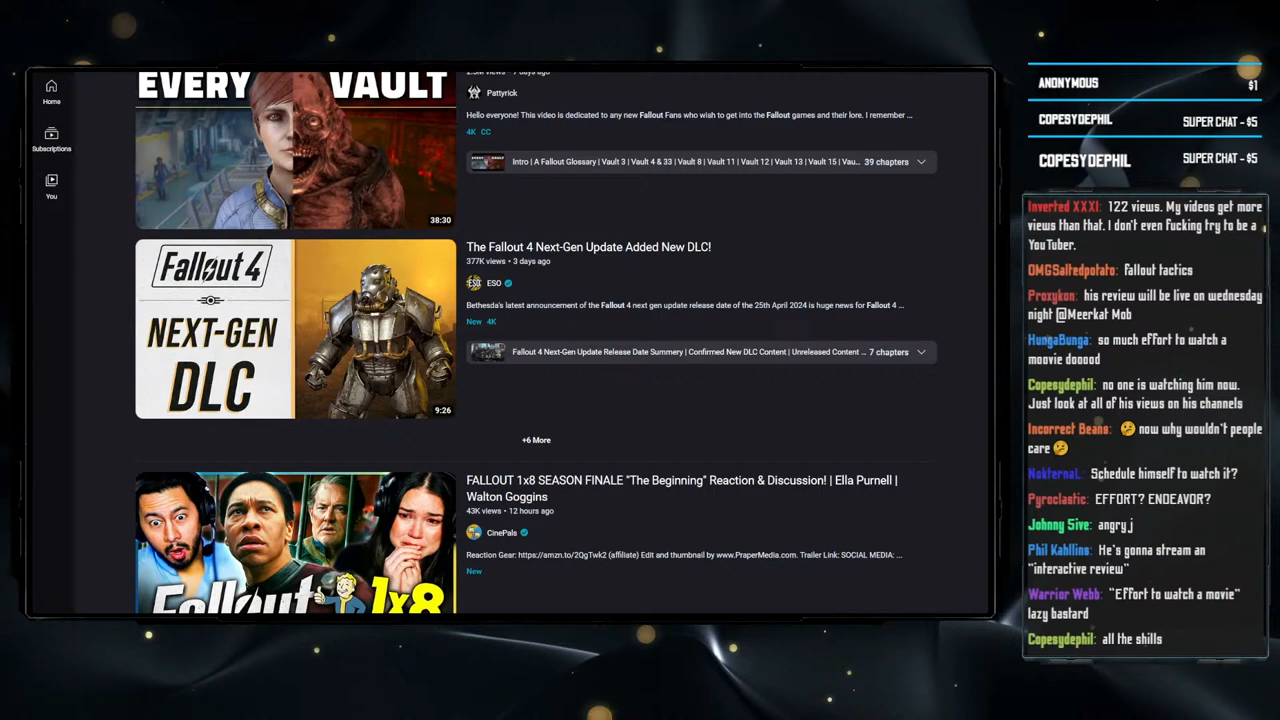 Home
Subscriptions
You
EVERY VAULT
38:30
2.5M views • 7 days ago
Pattyrick
Hello everyone! This video is dedicated to any new Fallout Fans who wish to get into the Fallout games and their lore. I remember ...
4K CC
Intro | A Fallout Glossary | Vault 3 | Vault 4 & 33 | Vault 8 | Vault 11 | Vault 12 | Vault 13 | Vault 15 | Vau... 39 chapters
Fallout 4
NEXT-GEN
DLC
9:26
The Fallout 4 Next-Gen Update Added New DLC!
377K views • 3 days ago
ESO
Bethesda's latest announcement of the Fallout 4 next gen update release date of the 25th April 2024 is huge news for Fallout 4 ...
New 4K
Fallout 4 Next-Gen Update Release Date Summery | Confirmed New DLC Content | Unreleased Content ... 7 chapters
+6 More
Fallout 1x8
FALLOUT 1x8 SEASON FINALE "The Beginning" Reaction & Discussion! | Ella Purnell |
Walton Goggins
43K views • 12 hours ago
CinePals
Reaction Gear: https://amzn.to/2QgTwk2 (affiliate) Edit and thumbnail by www.PraperMedia.com. Trailer Link: SOCIAL MEDIA: ...
New
ANONYMOUS $1
COPESYDEPHIL SUPER CHAT - $5
COPESYDEPHIL SUPER CHAT - $5
Inverted XXXI: 122 views. My videos get more
views than that. I don't even fucking try to be a
YouTuber.
OMGSaltedpotato: fallout tactics
Proxykon: his review will be live on wednesday
night @Meerkat Mob
HungaBunga: so much effort to watch a
moovie dooood
Copesydephil: no one is watching him now.
Just look at all of his views on his channels
Incorrect Beans: 🤔 now why wouldn't people
care 🤔
Nokternal: Schedule himself to watch it?
Pyroclastic: EFFORT? ENDEAVOR?
Johnny 5ive: angry j
Phil Kahllins: He's gonna stream an
"interactive review"
Warrior Webb: "Effort to watch a movie"
lazy bastard
Copesydephil: all the shills